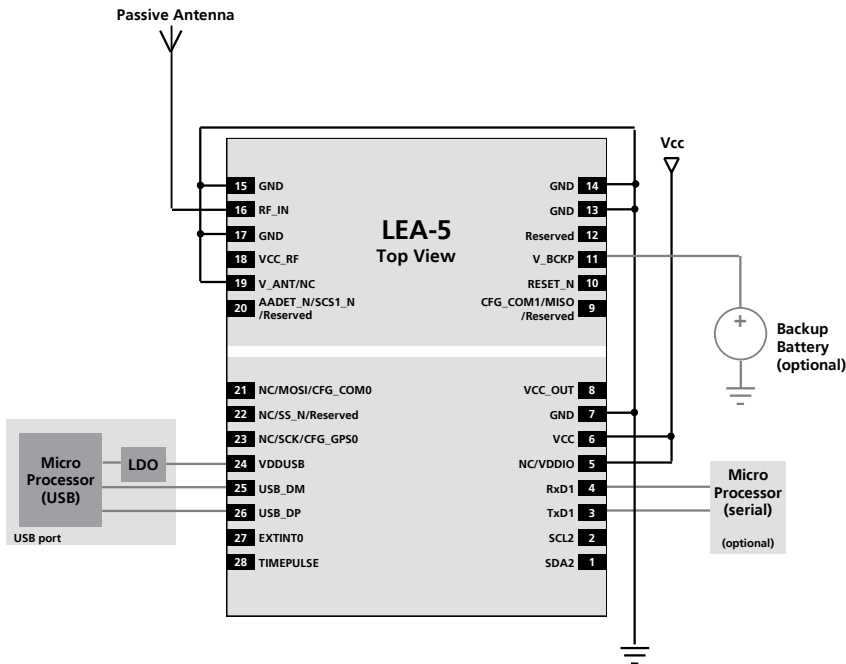 Passive Antenna
Vcc
LEA-5
Top View
15 GND
16 RF_IN
17 GND
18 VCC_RF
19 V_ANT/NC
20 AADET_N/SCS1_N
/Reserved
GND 14
GND 13
Reserved 12
V_BCKP 11
RESET_N 10
CFG_COM1/MISO
/Reserved 9
+
Backup
Battery
(optional)
21 NC/MOSI/CFG_COM0
22 NC/SS_N/Reserved
23 NC/SCK/CFG_GPS0
24 VDDUSB
25 USB_DM
26 USB_DP
27 EXTINT0
28 TIMEPULSE
VCC_OUT 8
GND 7
VCC 6
NC/VDDIO 5
RxD1 4
TxD1 3
SCL2 2
SDA2 1
Micro
Processor
(USB)
LDO
USB port
Micro
Processor
(serial)
(optional)